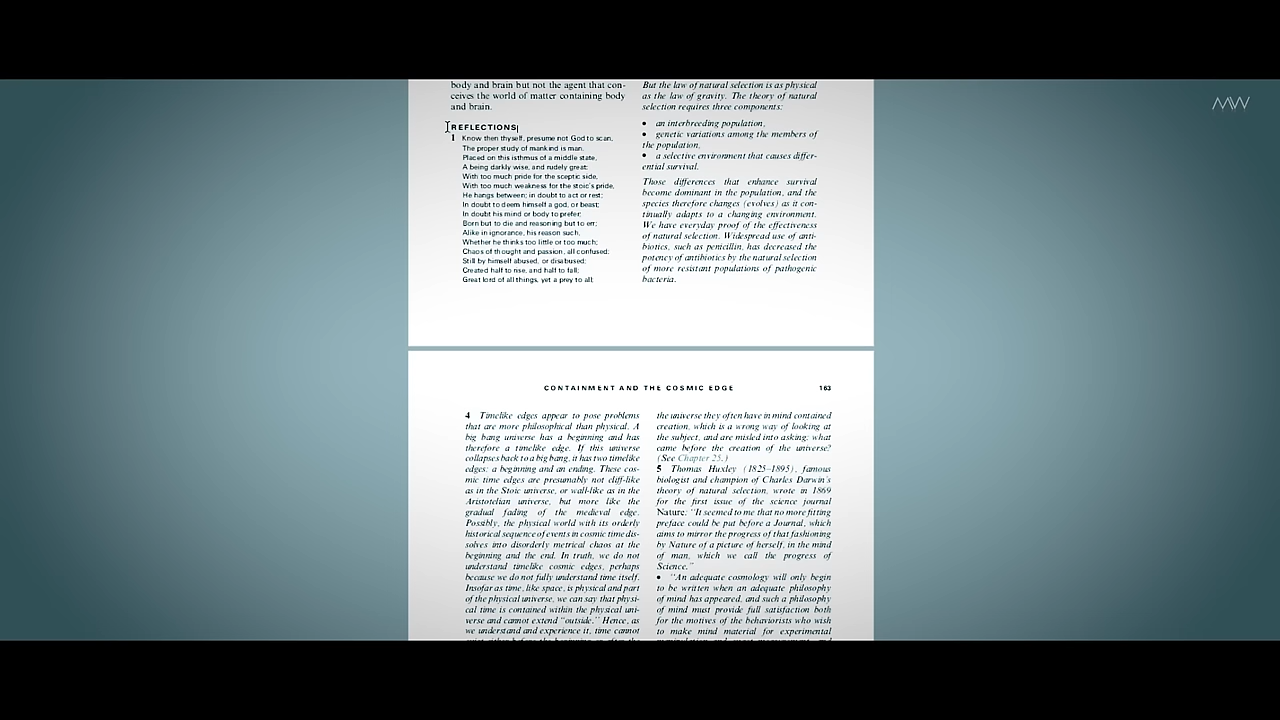 MW
body and brain but not the agent that con-
ceives the world of matter containing body
and brain.
REFLECTIONS
1 Know then thyself, presume not God to scan,
The proper study of mankind is man.
Placed on this isthmus of a middle state,
A being darkly wise, and rudely great:
With too much pride for the sceptic side,
With too much weakness for the stoic's pride,
He hangs between; in doubt to act or rest;
In doubt to deem himself a god, or beast;
In doubt his mind or body to prefer;
Born but to die and reasoning but to err;
Alike in ignorance, his reason such,
Whether he thinks too little or too much;
Chaos of thought and passion, all confused;
Still by himself abused, or disabused;
Created half to rise, and half to fall;
Great lord of all things, yet a prey to all;
But the law of natural selection is as physical
as the law of gravity. The theory of natural
selection requires three components:
• an interbreeding population,
• genetic variations among the members of
the population,
• a selective environment that causes differ-
ential survival.
Those differences that enhance survival
become dominant in the population, and the
species therefore changes (evolves) as it con-
tinually adapts to a changing environment.
We have everyday proof of the effectiveness
of natural selection. Widespread use of anti-
biotics, such as penicillin, has decreased the
potency of antibiotics by the natural selection
of more resistant populations of pathogenic
bacteria.
CONTAINMENT AND THE COSMIC EDGE 163
4 Timelike edges appear to pose problems
that are more philosophical than physical. A
big bang universe has a beginning and has
therefore a timelike edge. If this universe
collapses back to a big bang, it has two timelike
edges: a beginning and an ending. These cos-
mic time edges are presumably not cliff-like
as in the Stoic universe, or wall-like as in the
Aristotelian universe, but more like the
gradual fading of the medieval edge.
Possibly, the physical world with its orderly
historical sequence of events in cosmic time dis-
solves into disorderly metrical chaos at the
beginning and the end. In truth, we do not
understand timelike cosmic edges, perhaps
because we do not fully understand time itself.
Insofar as time, like space, is physical and part
of the physical universe, we can say that physi-
cal time is contained within the physical uni-
verse and cannot extend "outside." Hence, as
we understand and experience it, time cannot
the universe they often have in mind contained
creation, which is a wrong way of looking at
the subject, and are misled into asking: what
came before the creation of the universe?
(See Chapter 25.)
5 Thomas Huxley (1825–1895), famous
biologist and champion of Charles Darwin's
theory of natural selection, wrote in 1869
for the first issue of the science journal
Nature: "It seemed to me that no more fitting
preface could be put before a Journal, which
aims to mirror the progress of that fashioning
by Nature of a picture of herself, in the mind
of man, which we call the progress of
Science."
• "An adequate cosmology will only begin
to be written when an adequate philosophy
of mind has appeared, and such a philosophy
of mind must provide full satisfaction both
for the motives of the behaviorists who wish
to make mind material for experimental